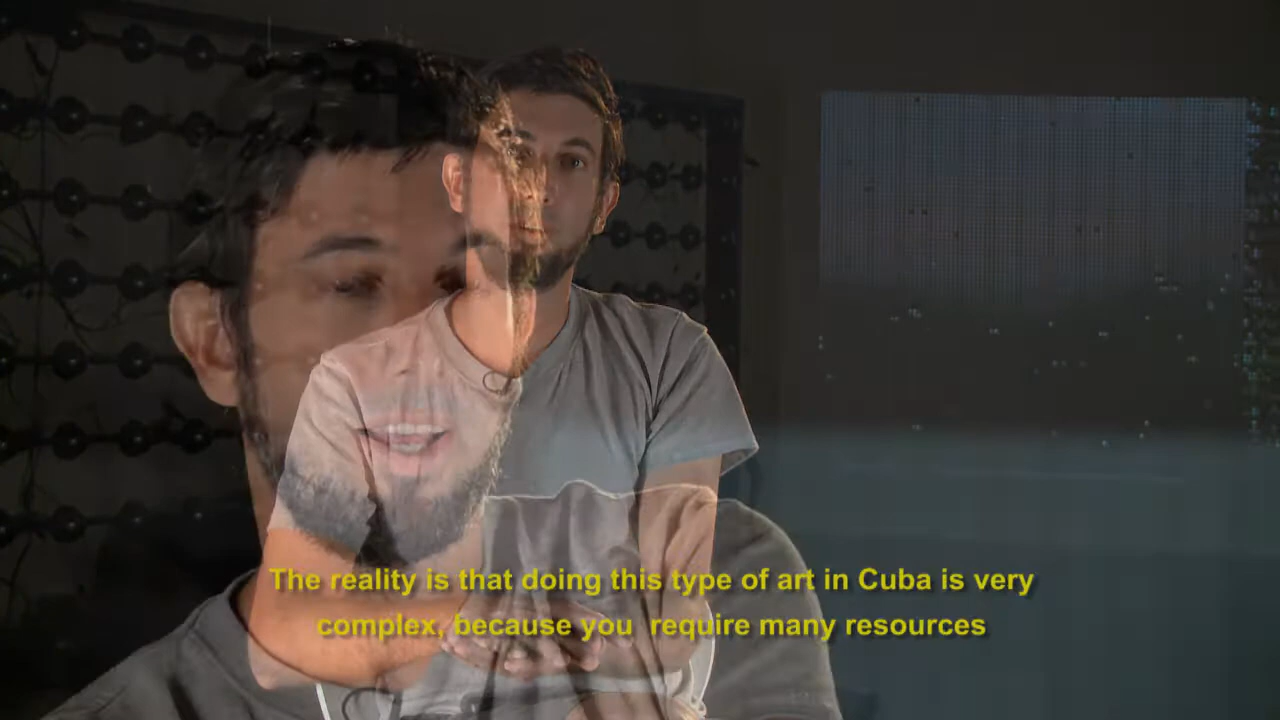 The reality is that doing this type of art in Cuba is very
complex, because you require many resources